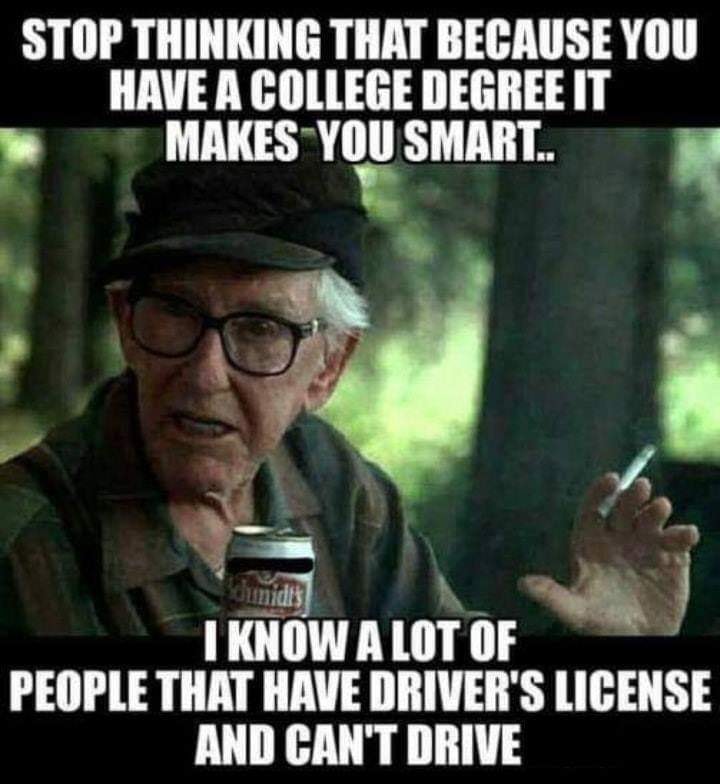 STOP THINKING THAT BECAUSE YOU
HAVE A COLLEGE DEGREE IT
MAKES YOU SMART..
chmidt's
I KNOW A LOT OF
PEOPLE THAT HAVE DRIVER'S LICENSE
AND CAN'T DRIVE